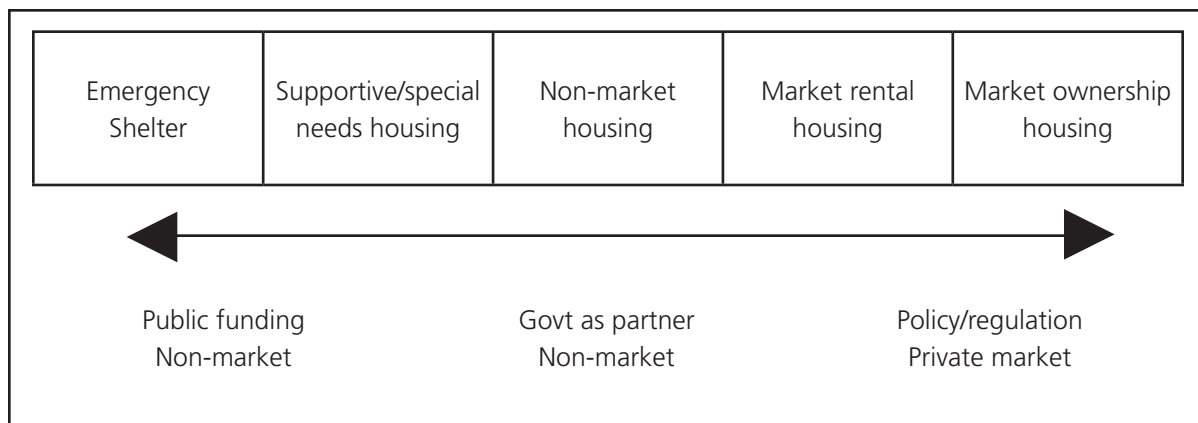 Emergency
Shelter
Supportive/special
needs housing
Non-market
housing
Market rental
housing
Market ownership
housing
Public funding
Non-market
Govt as partner
Non-market
Policy/regulation
Private market